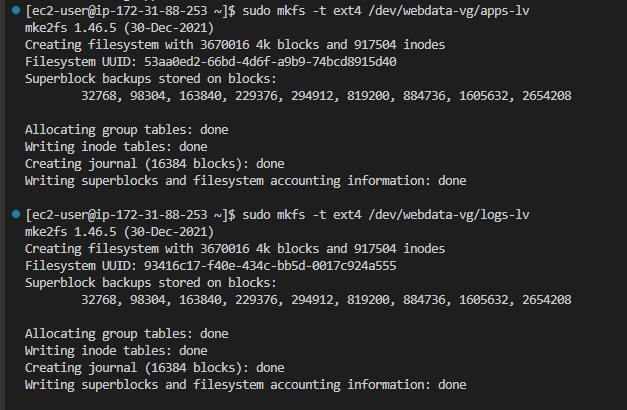 [ec2-user@ip-172-31-88-253 ~]$ sudo mkfs -t ext4 /dev/webdata-vg/apps-lv
mke2fs 1.46.5 (30-Dec-2021)
Creating filesystem with 3670016 4k blocks and 917504 inodes
Filesystem UUID: 53aa0ed2-66bd-4d6f-a9b9-74bcd8915d40
Superblock backups stored on blocks:
        32768, 98304, 163840, 229376, 294912, 819200, 884736, 1605632, 2654208

Allocating group tables: done
Writing inode tables: done
Creating journal (16384 blocks): done
Writing superblocks and filesystem accounting information: done

[ec2-user@ip-172-31-88-253 ~]$ sudo mkfs -t ext4 /dev/webdata-vg/logs-lv
mke2fs 1.46.5 (30-Dec-2021)
Creating filesystem with 3670016 4k blocks and 917504 inodes
Filesystem UUID: 93416c17-f40e-434c-bb5d-0017c924a555
Superblock backups stored on blocks:
        32768, 98304, 163840, 229376, 294912, 819200, 884736, 1605632, 2654208

Allocating group tables: done
Writing inode tables: done
Creating journal (16384 blocks): done
Writing superblocks and filesystem accounting information: done